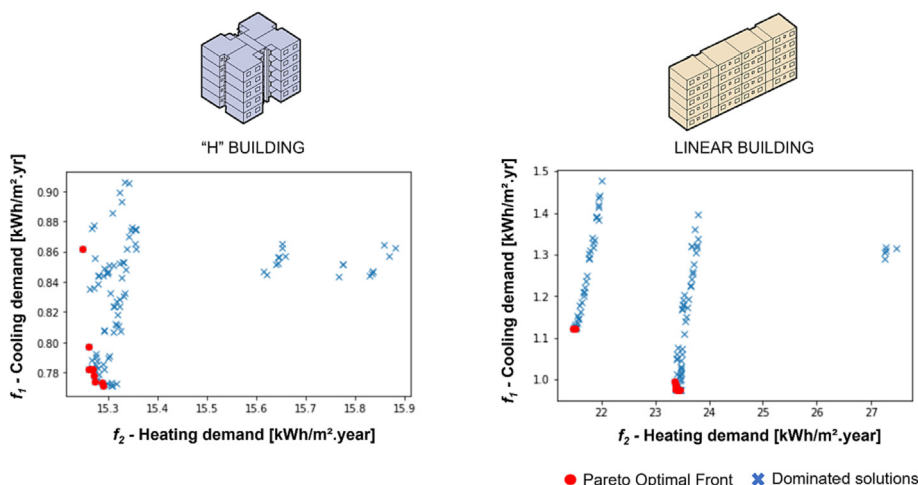 “H” BUILDING
LINEAR BUILDING
f₁ - Cooling demand [kWh/m².yr]
0.90
0.88
0.86
0.84
0.82
0.80
0.78
15.3 15.4 15.5 15.6 15.7 15.8 15.9
f₂ - Heating demand [kWh/m².year]
f₁ - Cooling demand [kWh/m².yr]
1.5
1.4
1.3
1.2
1.1
1.0
22 23 24 25 26 27
f₂ - Heating demand [kWh/m².year]
Pareto Optimal Front
Dominated solutions